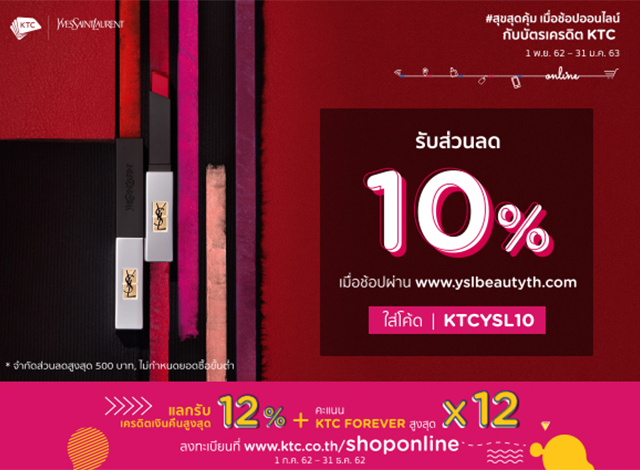 KTC
YVESSAINTLAURENT
#สุขสุดคุ้ม เมื่อช้อปออนไลน์
กับบัตรเครดิต KTC
1 พ.ย. 62 – 31 ม.ค. 63
online
รับส่วนลด
10%
เมื่อช้อปผ่าน www.yslbeautyth.com
ใส่โค้ด | KTCYSL10
* จำกัดส่วนลดสูงสุด 500 บาท, ไม่กำหนดยอดซื้อขั้นต่ำ
แลกรับ
เครดิตเงินคืนสูงสุด 12% + คะแนน
KTC FOREVER สูงสุด X12
ลงทะเบียนที่ www.ktc.co.th/shoponline
1 ก.ค. 62 – 31 ธ.ค. 62